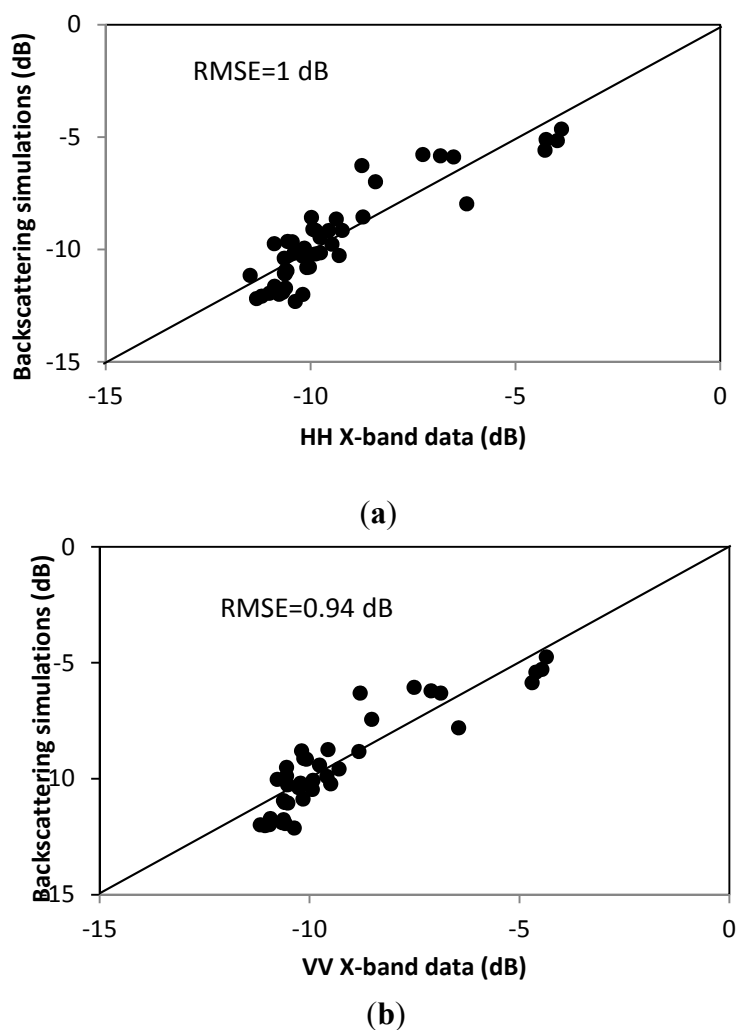 0
RMSE=1 dB
-5
-10
-15
-15
-10
-5
0
Backscattering simulations (dB)
HH X-band data (dB)
(a)
0
RMSE=0.94 dB
-5
10
15
-15
-10
-5
0
Backscattering simulations (dB)
VV X-band data (dB)
(b)